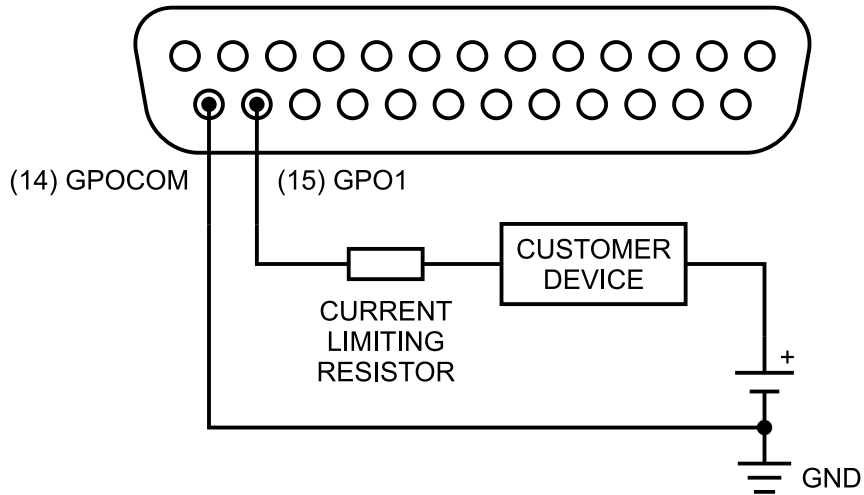 (14) GPOCOM
(15) GPO1
CUSTOMER
DEVICE
CURRENT
LIMITING
RESISTOR
+
GND